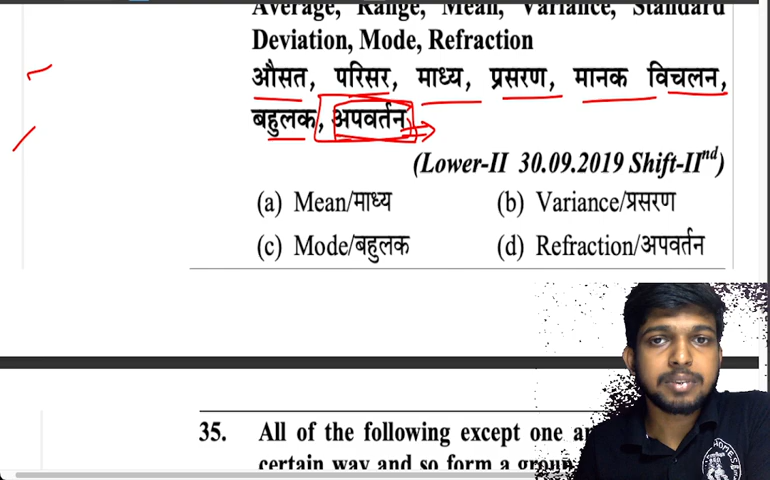 Average, Range, Mean, Variance, Standard
Deviation, Mode, Refraction
औसत, परिसर, माध्य, प्रसरण, मानक विचलन,
बहुलक, अपवर्तन
(Lower-II 30.09.2019 Shift-IInd)
(a) Mean/माध्य
(b) Variance/प्रसरण
(c) Mode/बहुलक
(d) Refraction/अपवर्तन
35. All of the following except one
certain way and so form a group